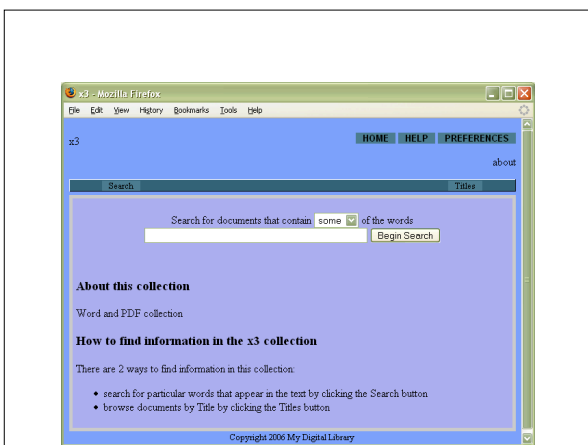 x3 - Mozilla Firefox
File Edit View History Bookmarks Tools Help
x3 HOME HELP PREFERENCES
about
Search Titles
Search for documents that contain some of the words
Begin Search
About this collection
Word and PDF collection
How to find information in the x3 collection
There are 2 ways to find information in this collection:
• search for particular words that appear in the text by clicking the Search button
• browse documents by Title by clicking the Titles button
Copyright 2006 My Digital Library